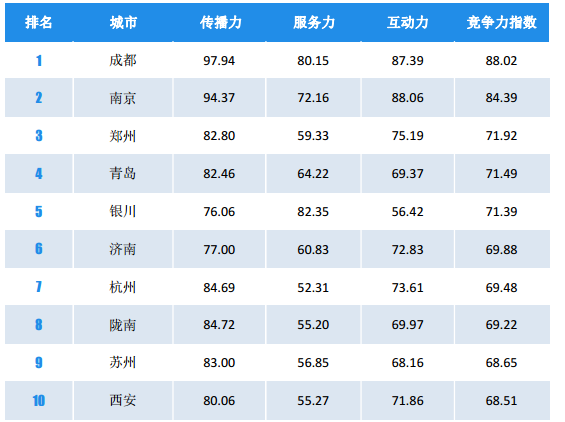 排名 城市 传播力 服务力 互动力 竞争力指数
1 成都 97.94 80.15 87.39 88.02
2 南京 94.37 72.16 88.06 84.39
3 郑州 82.80 59.33 75.19 71.92
4 青岛 82.46 64.22 69.37 71.49
5 银川 76.06 82.35 56.42 71.39
6 济南 77.00 60.83 72.83 69.88
7 杭州 84.69 52.31 73.61 69.48
8 陇南 84.72 55.20 69.97 69.22
9 苏州 83.00 56.85 68.16 68.65
10 西安 80.06 55.27 71.86 68.51